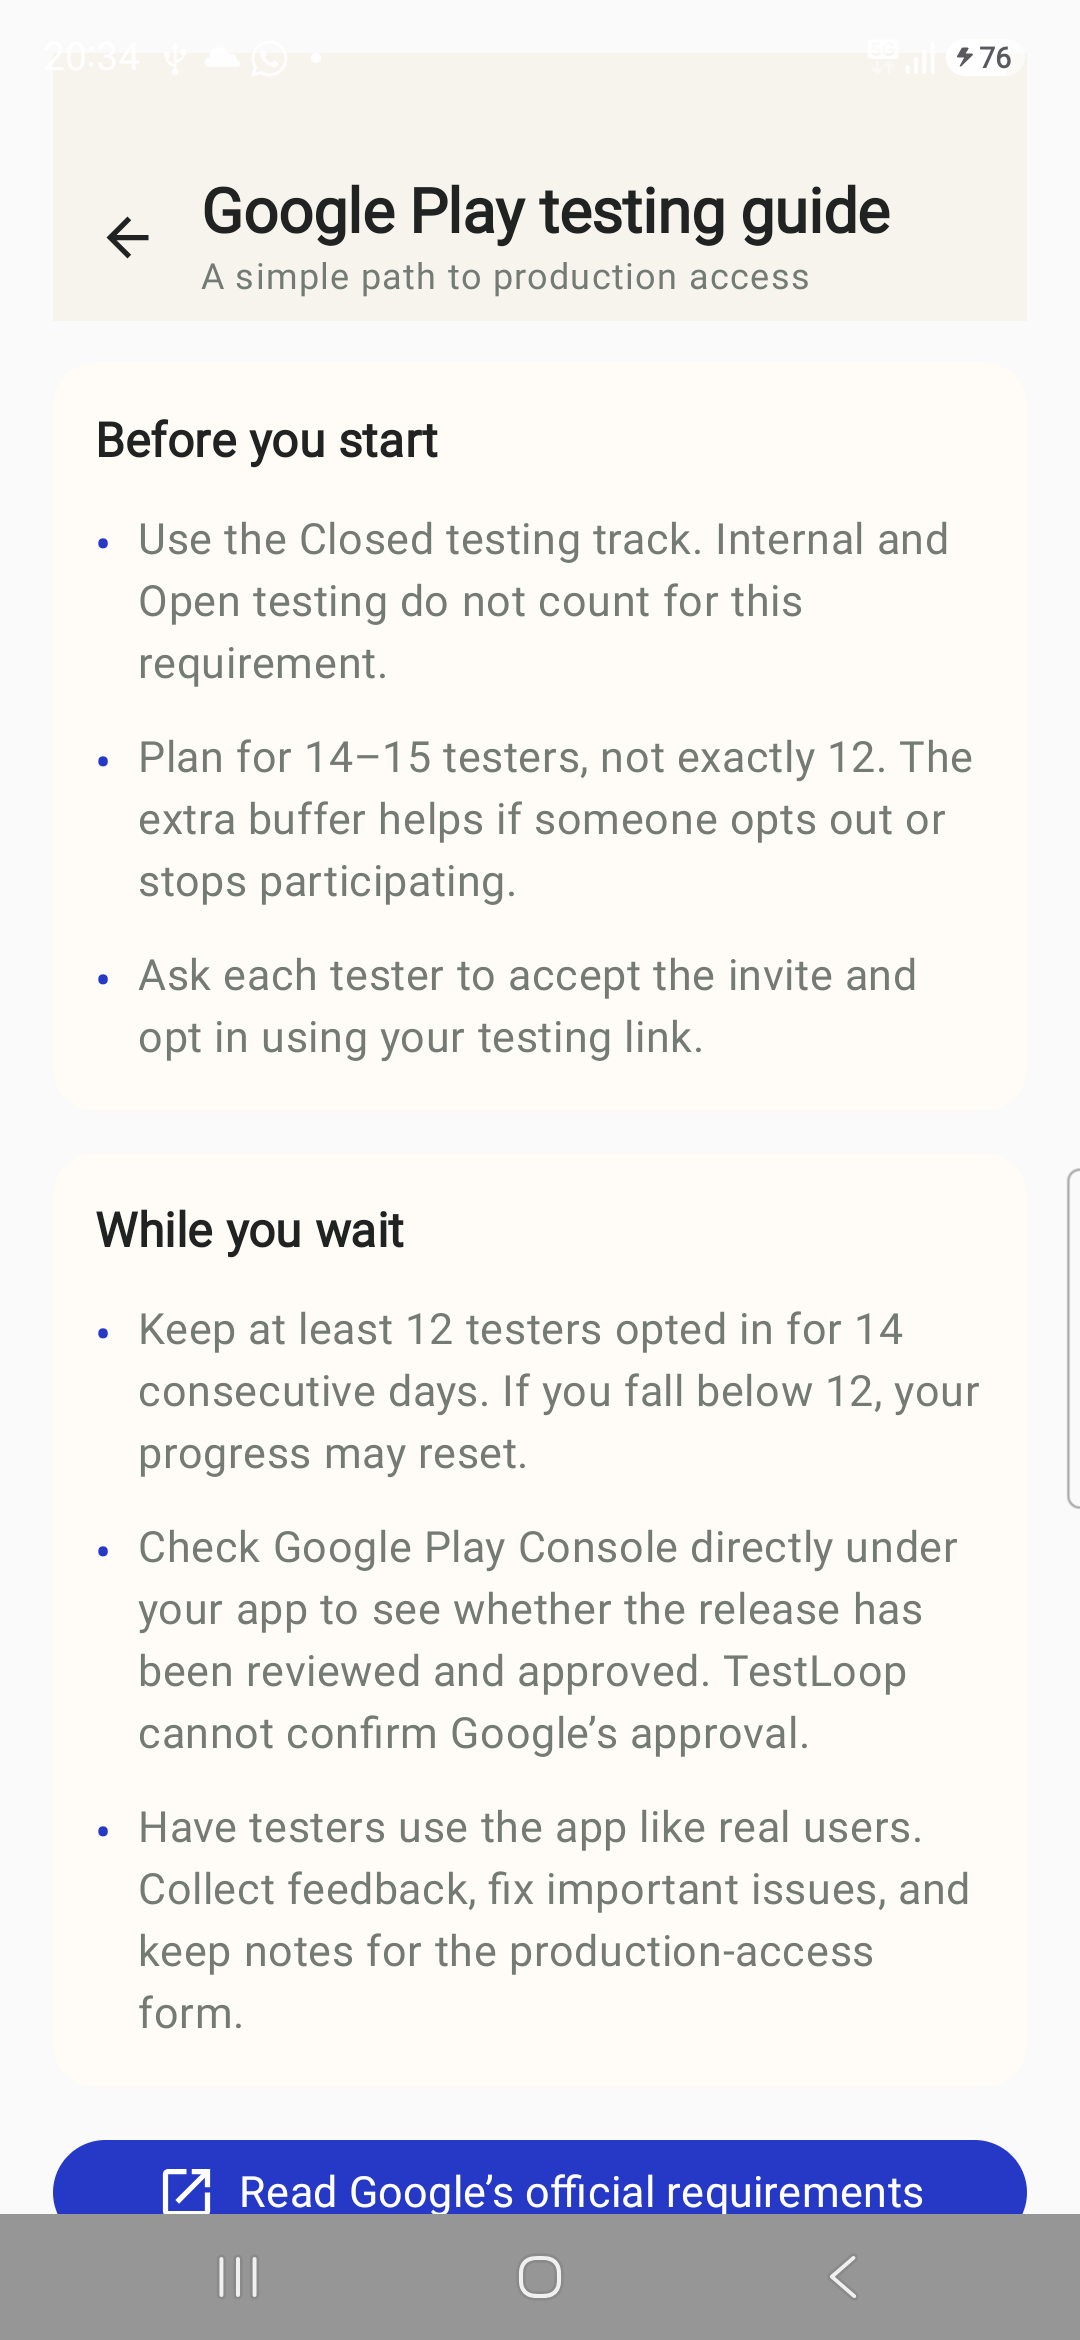 20:34
76
Google Play testing guide
A simple path to production access
Before you start
• Use the Closed testing track. Internal and
Open testing do not count for this
requirement.
• Plan for 14–15 testers, not exactly 12. The
extra buffer helps if someone opts out or
stops participating.
• Ask each tester to accept the invite and
opt in using your testing link.
While you wait
• Keep at least 12 testers opted in for 14
consecutive days. If you fall below 12, your
progress may reset.
• Check Google Play Console directly under
your app to see whether the release has
been reviewed and approved. TestLoop
cannot confirm Google’s approval.
• Have testers use the app like real users.
Collect feedback, fix important issues, and
keep notes for the production-access
form.
Read Google’s official requirements